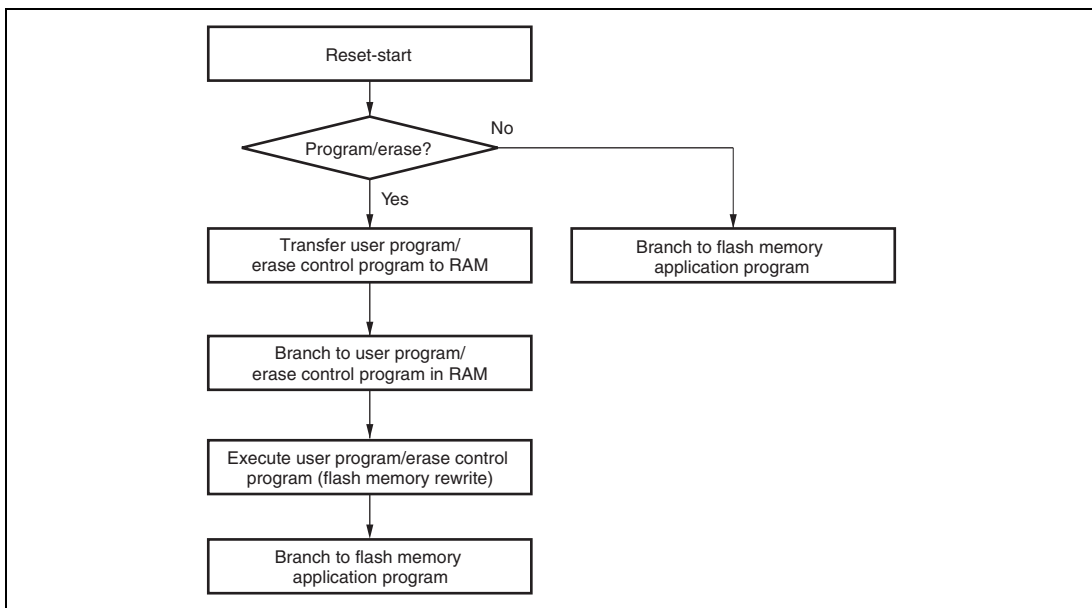 Reset-start
Program/erase?
No
Yes
Transfer user program/
erase control program to RAM
Branch to flash memory
application program
Branch to user program/
erase control program in RAM
Execute user program/erase control
program (flash memory rewrite)
Branch to flash memory
application program